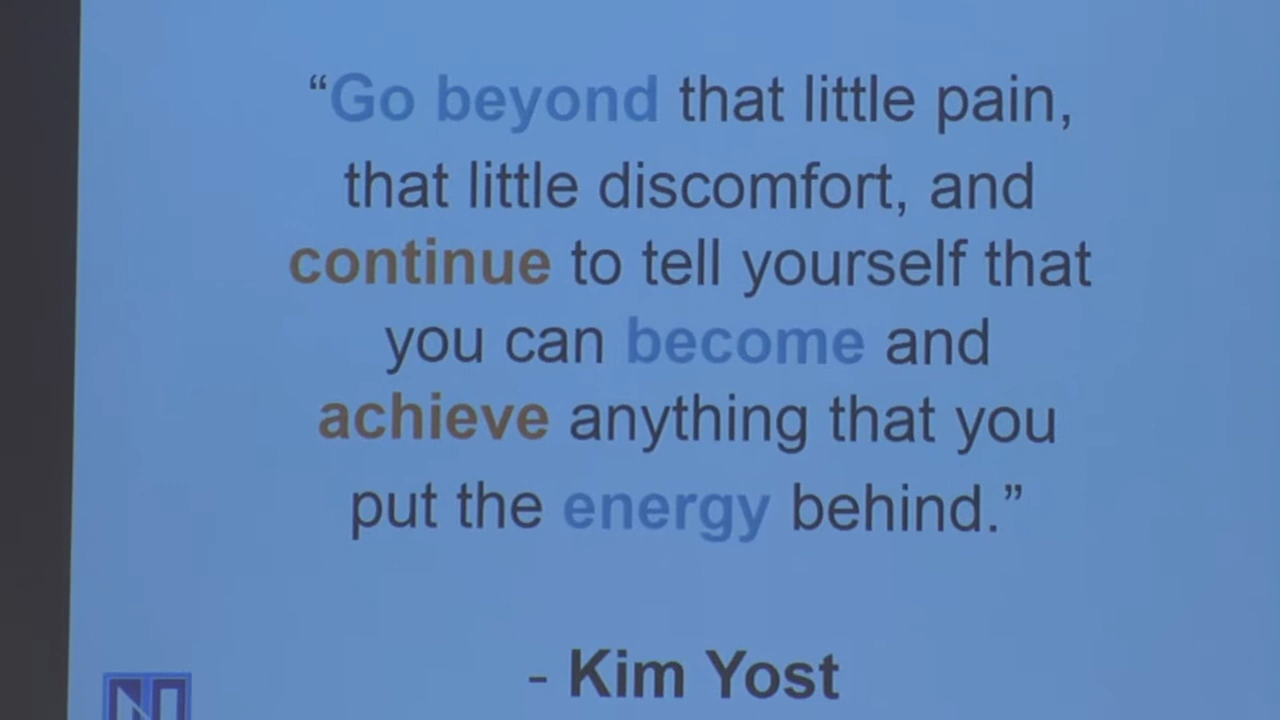 “Go beyond that little pain,
that little discomfort, and
continue to tell yourself that
you can become and
achieve anything that you
put the energy behind.”
- Kim Yost